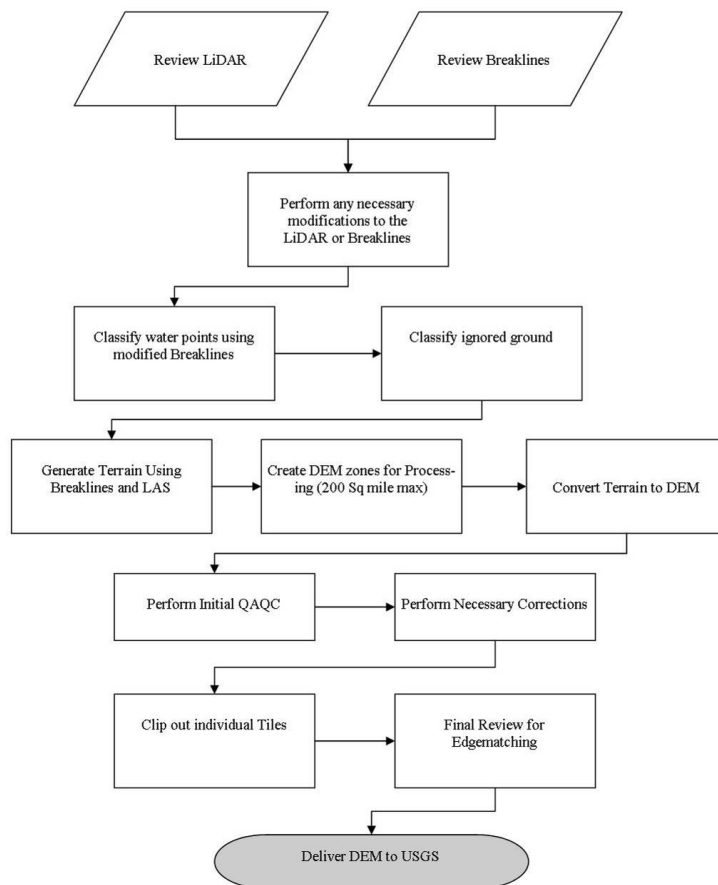 Review LiDAR
Review Breaklines
Perform any necessary
modifications to the
LiDAR or Breaklines
Classify water points using
modified Breaklines
Classify ignored ground
Generate Terrain Using
Breaklines and LAS
Create DEM zones for Process-
ing (200 Sq mile max)
Convert Terrain to DEM
Perform Initial QAQC
Perform Necessary Corrections
Clip out individual Tiles
Final Review for
Edgematching
Deliver DEM to USGS